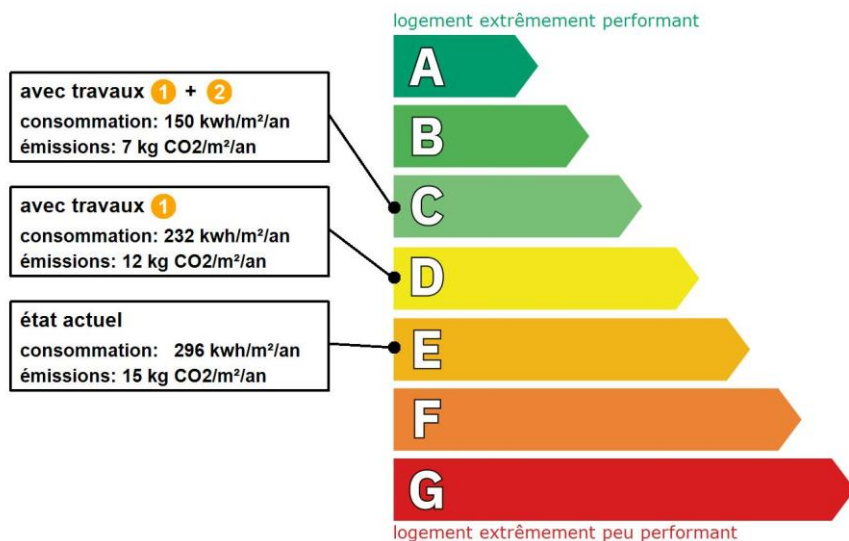 logement extrêmement performant
A
avec travaux 1 + 2
consommation: 150 kwh/m²/an
émissions: 7 kg CO2/m²/an
B
C
avec travaux 1
consommation: 232 kwh/m²/an
émissions: 12 kg CO2/m²/an
D
état actuel
consommation: 296 kwh/m²/an
émissions: 15 kg CO2/m²/an
E
F
G
logement extrêmement peu performant